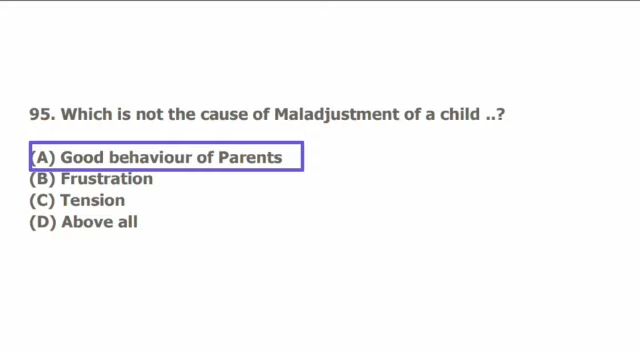 95. Which is not the cause of Maladjustment of a child ..?
(A) Good behaviour of Parents
(B) Frustration
(C) Tension
(D) Above all